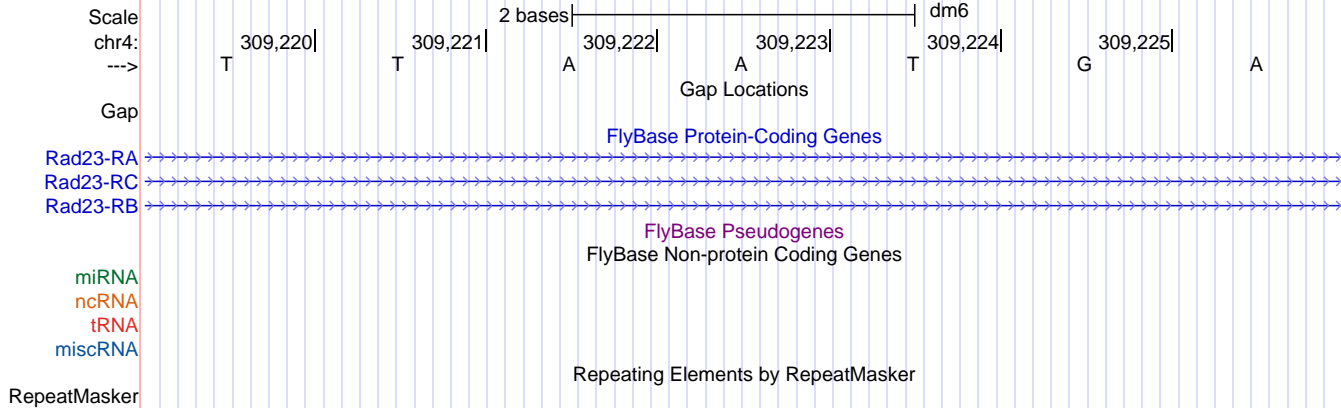 Scale 2 bases dm6
chr4: 309,220 309,221 309,222 309,223 309,224 309,225
---> T T A A T G A
Gap Locations
Gap
FlyBase Protein-Coding Genes
Rad23-RA
Rad23-RC
Rad23-RB
FlyBase Pseudogenes
FlyBase Non-protein Coding Genes
miRNA
ncRNA
tRNA
miscRNA
Repeating Elements by RepeatMasker
RepeatMasker